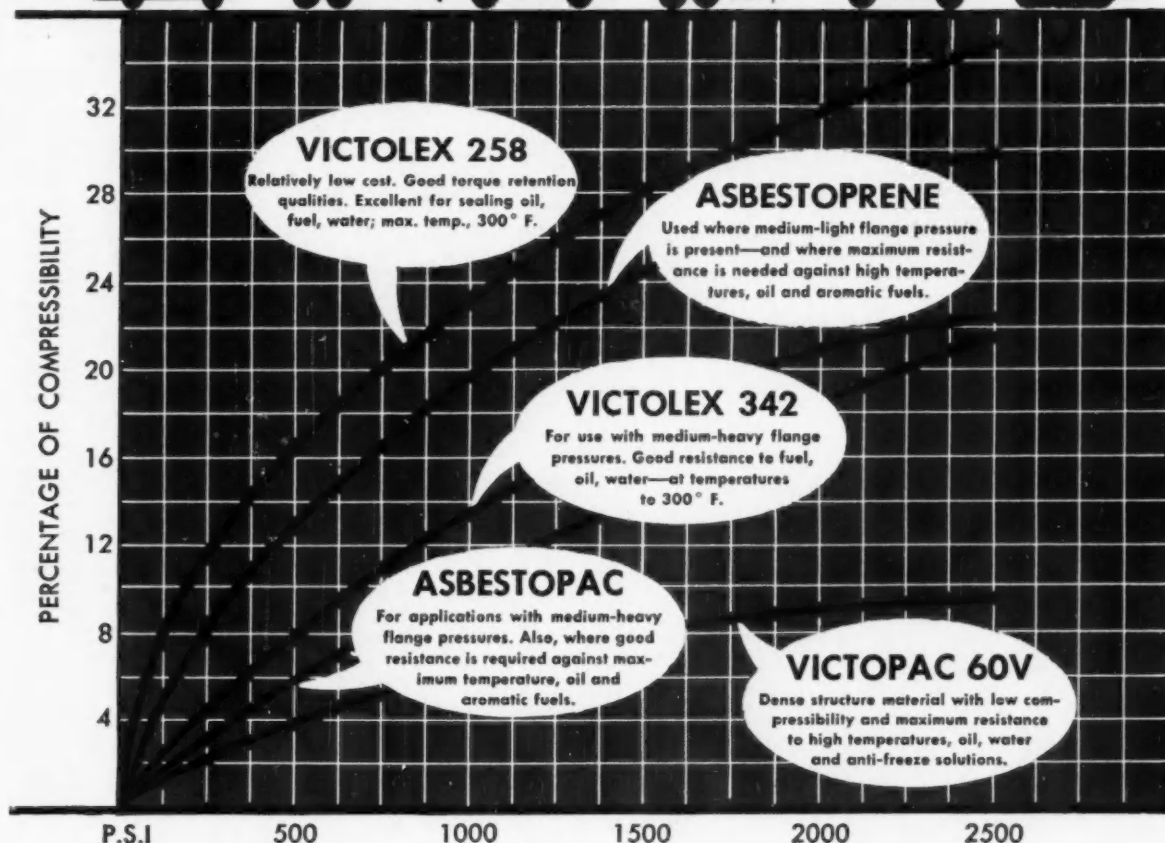 PERCENTAGE OF COMPRESSIBILITY
32
28
24
20
16
12
8
4
VICTOLEX 258
Relatively low cost. Good torque retention
qualities. Excellent for sealing oil,
fuel, water; max. temp., 300° F.
ASBESTOPRENE
Used where medium-light flange pressure
is present—and where maximum resist-
ance is needed against high tempera-
tures, oil and aromatic fuels.
VICTOLEX 342
For use with medium-heavy flange
pressures. Good resistance to fuel,
oil, water—at temperatures
to 300° F.
ASBESTOPAC
For applications with medium-heavy
flange pressures. Also, where good
resistance is required against max-
imum temperature, oil and
aromatic fuels.
VICTOPAC 60V
Dense structure material with low com-
pressibility and maximum resistance
to high temperatures, oil, water
and anti-freeze solutions.
P.S.I 500 1000 1500 2000 2500